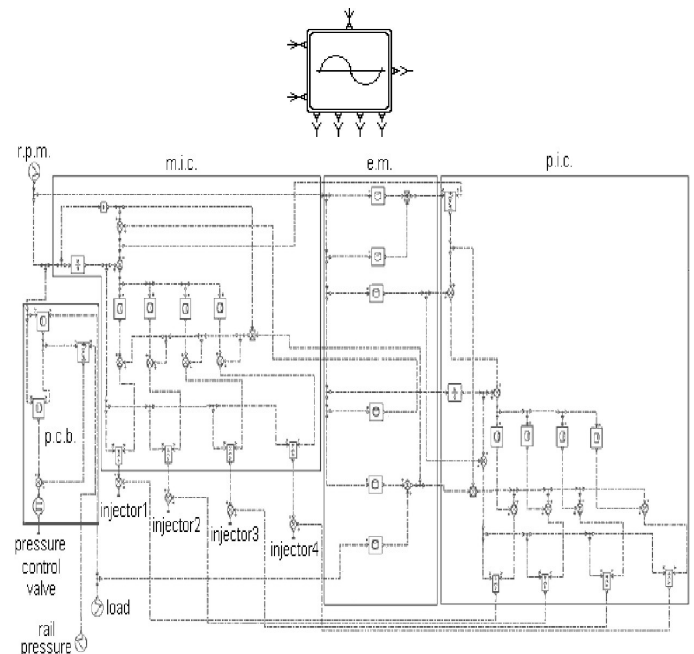 r.p.m.
m.i.c.
e.m.
p.i.c.
p.c.b.
injector1
injector2
injector3
injector4
pressure
control
valve
load
rail
pressure